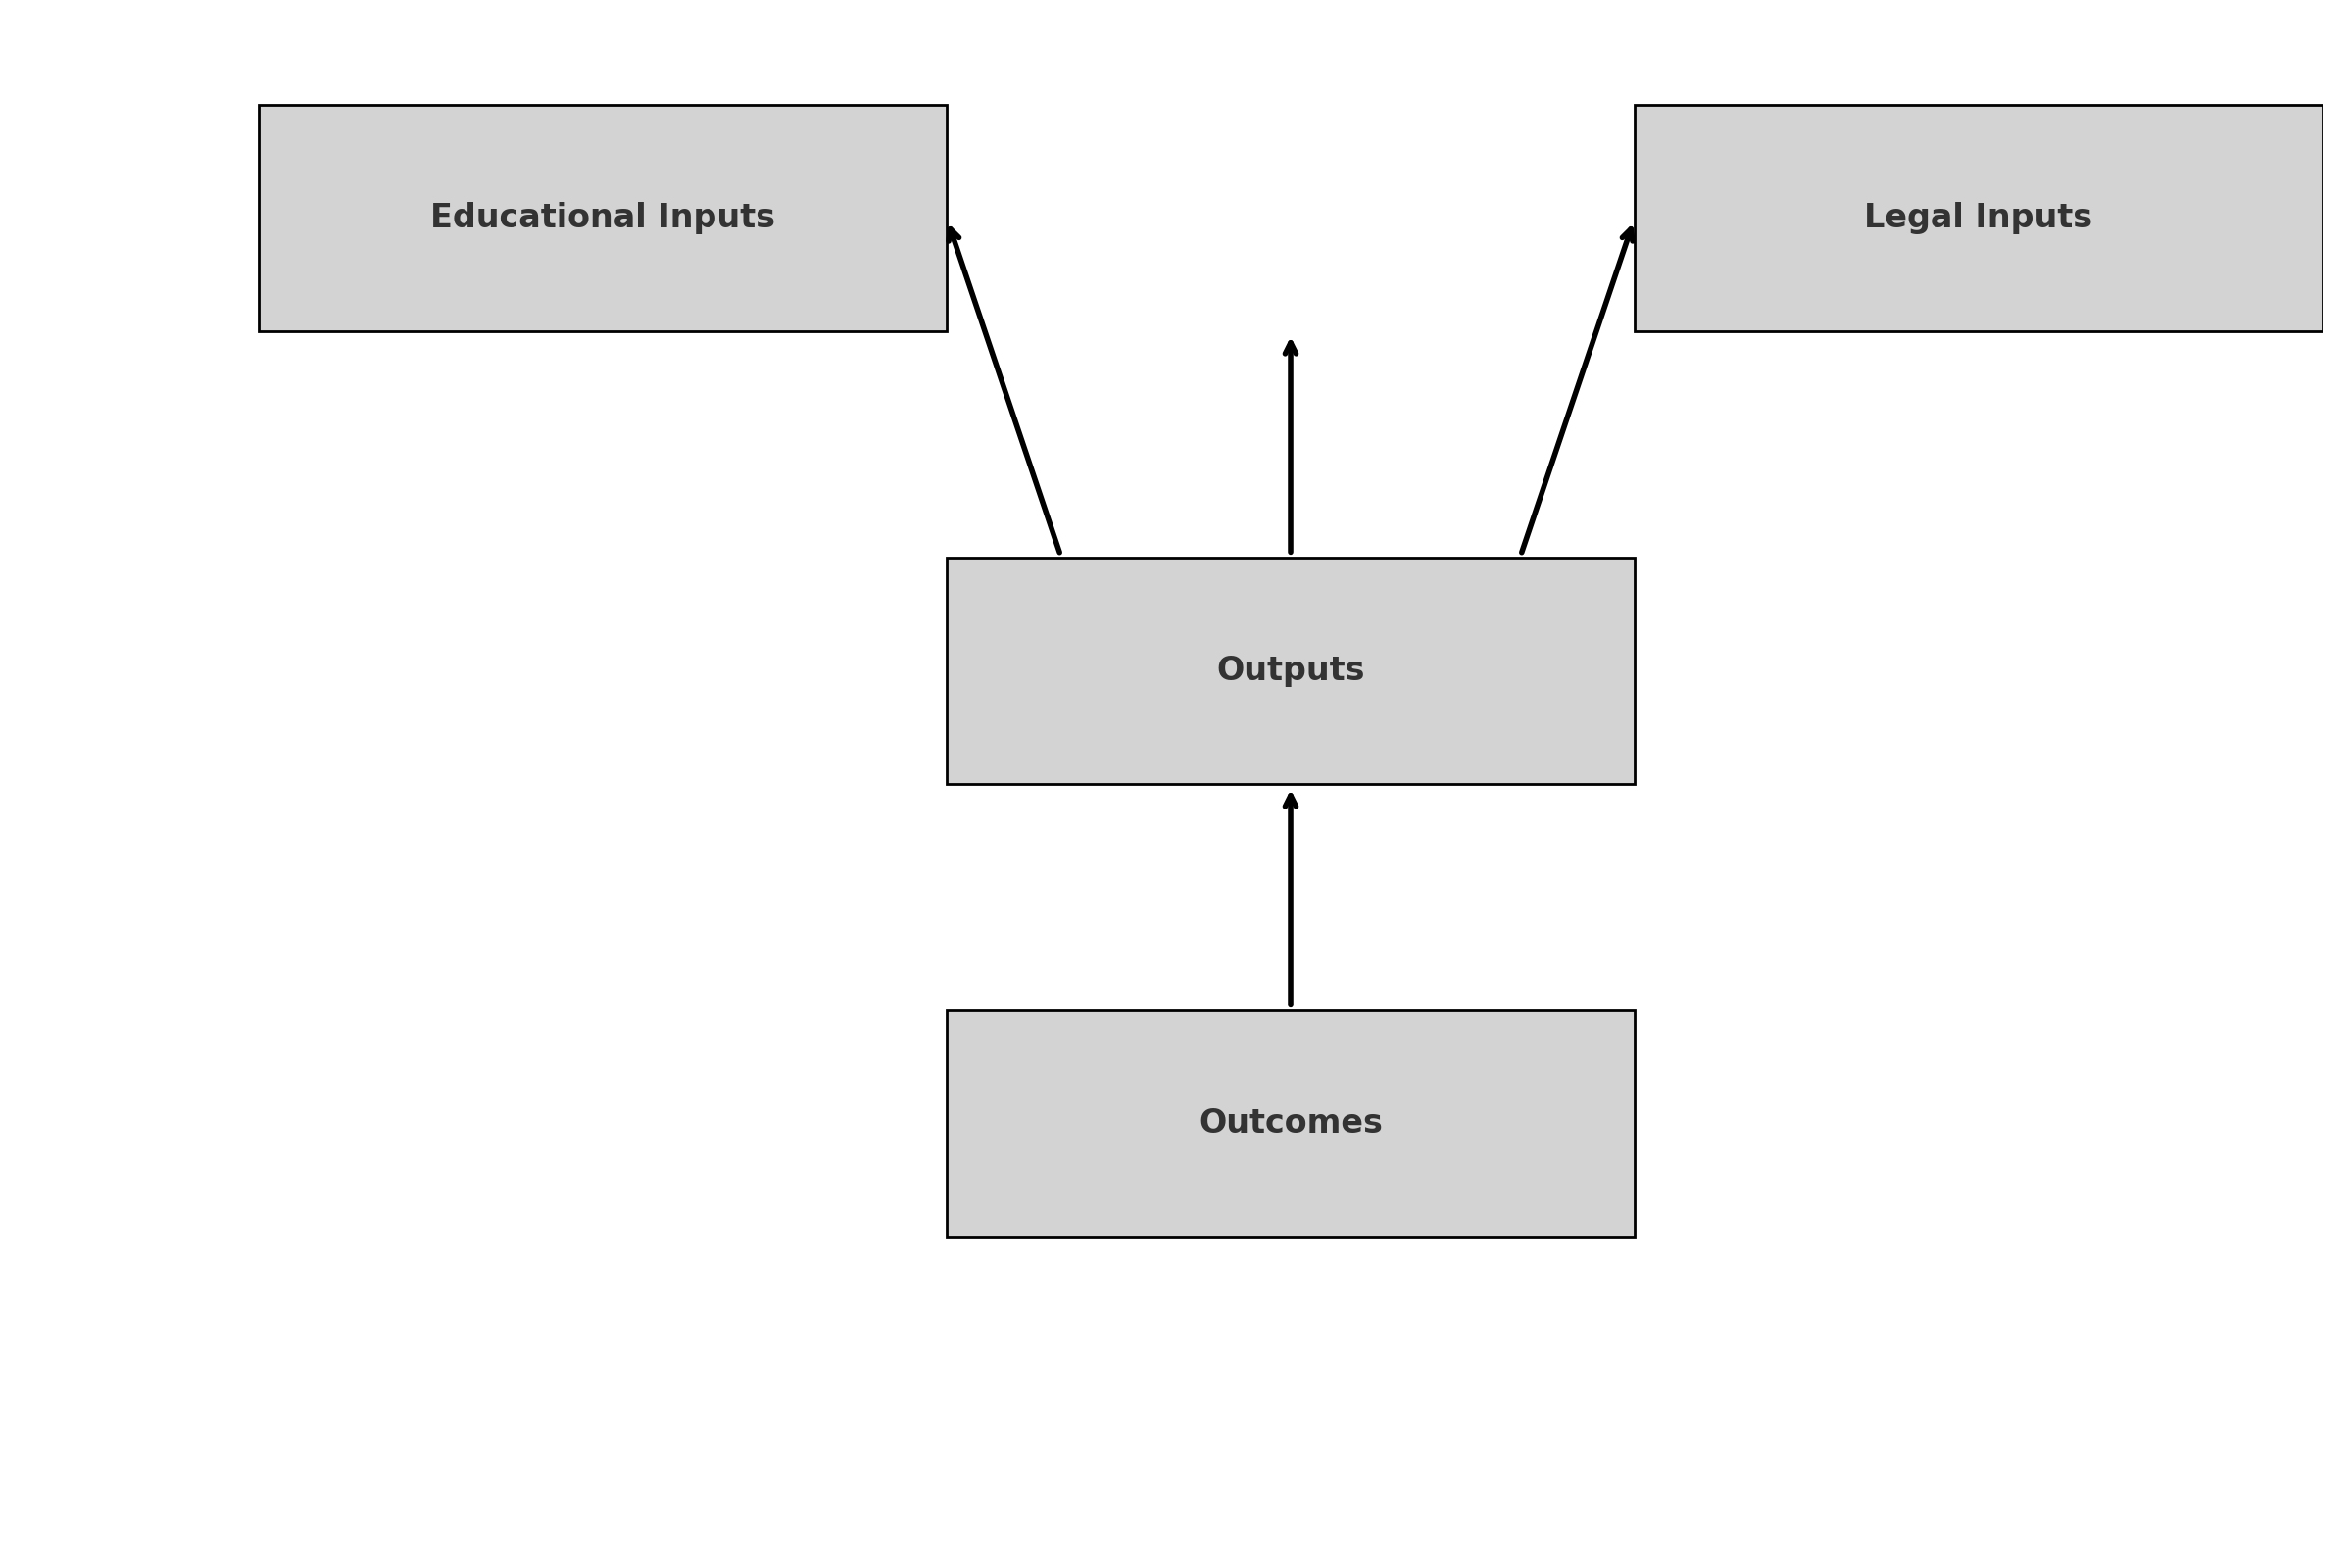 Educational Inputs
Legal Inputs
Outputs
Outcomes